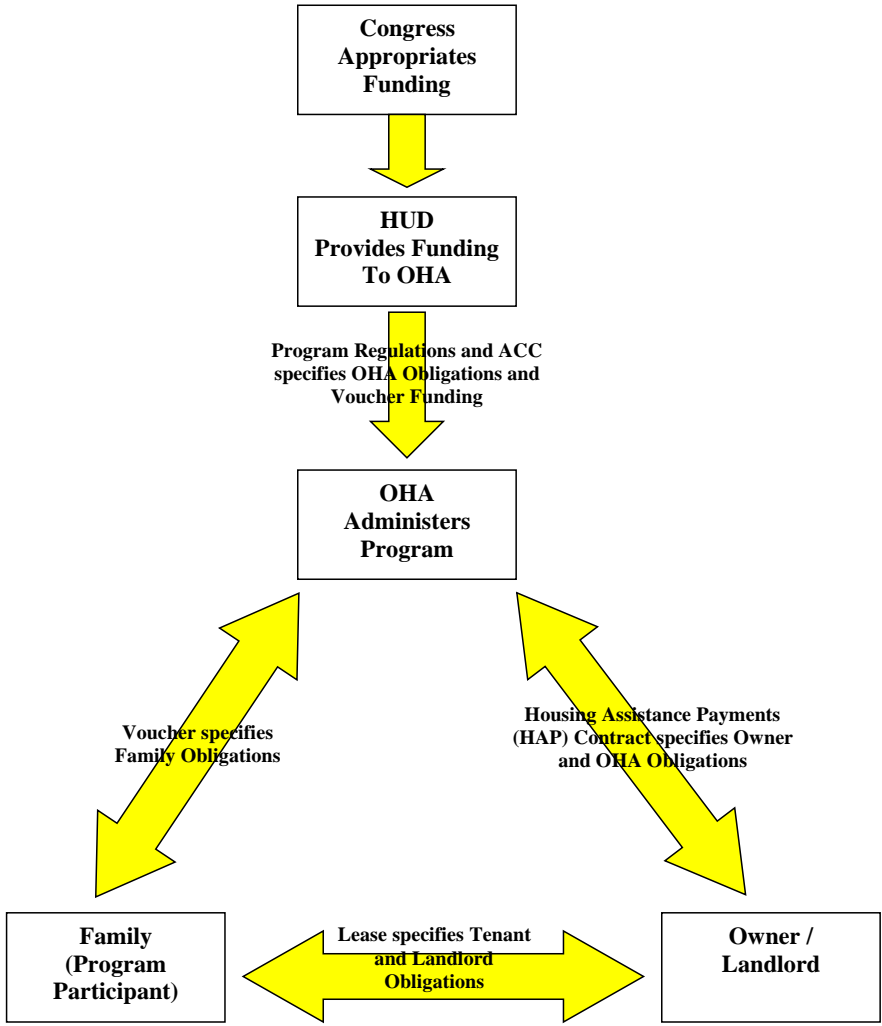 Congress
Appropriates
Funding
HUD
Provides Funding
To OHA
Program Regulations and ACC
specifies OHA Obligations and
Voucher Funding
OHA
Administers
Program
Voucher specifies
Family Obligations
Housing Assistance Payments
(HAP) Contract specifies Owner
and OHA Obligations
Family
(Program
Participant)
Lease specifies Tenant
and Landlord
Obligations
Owner /
Landlord